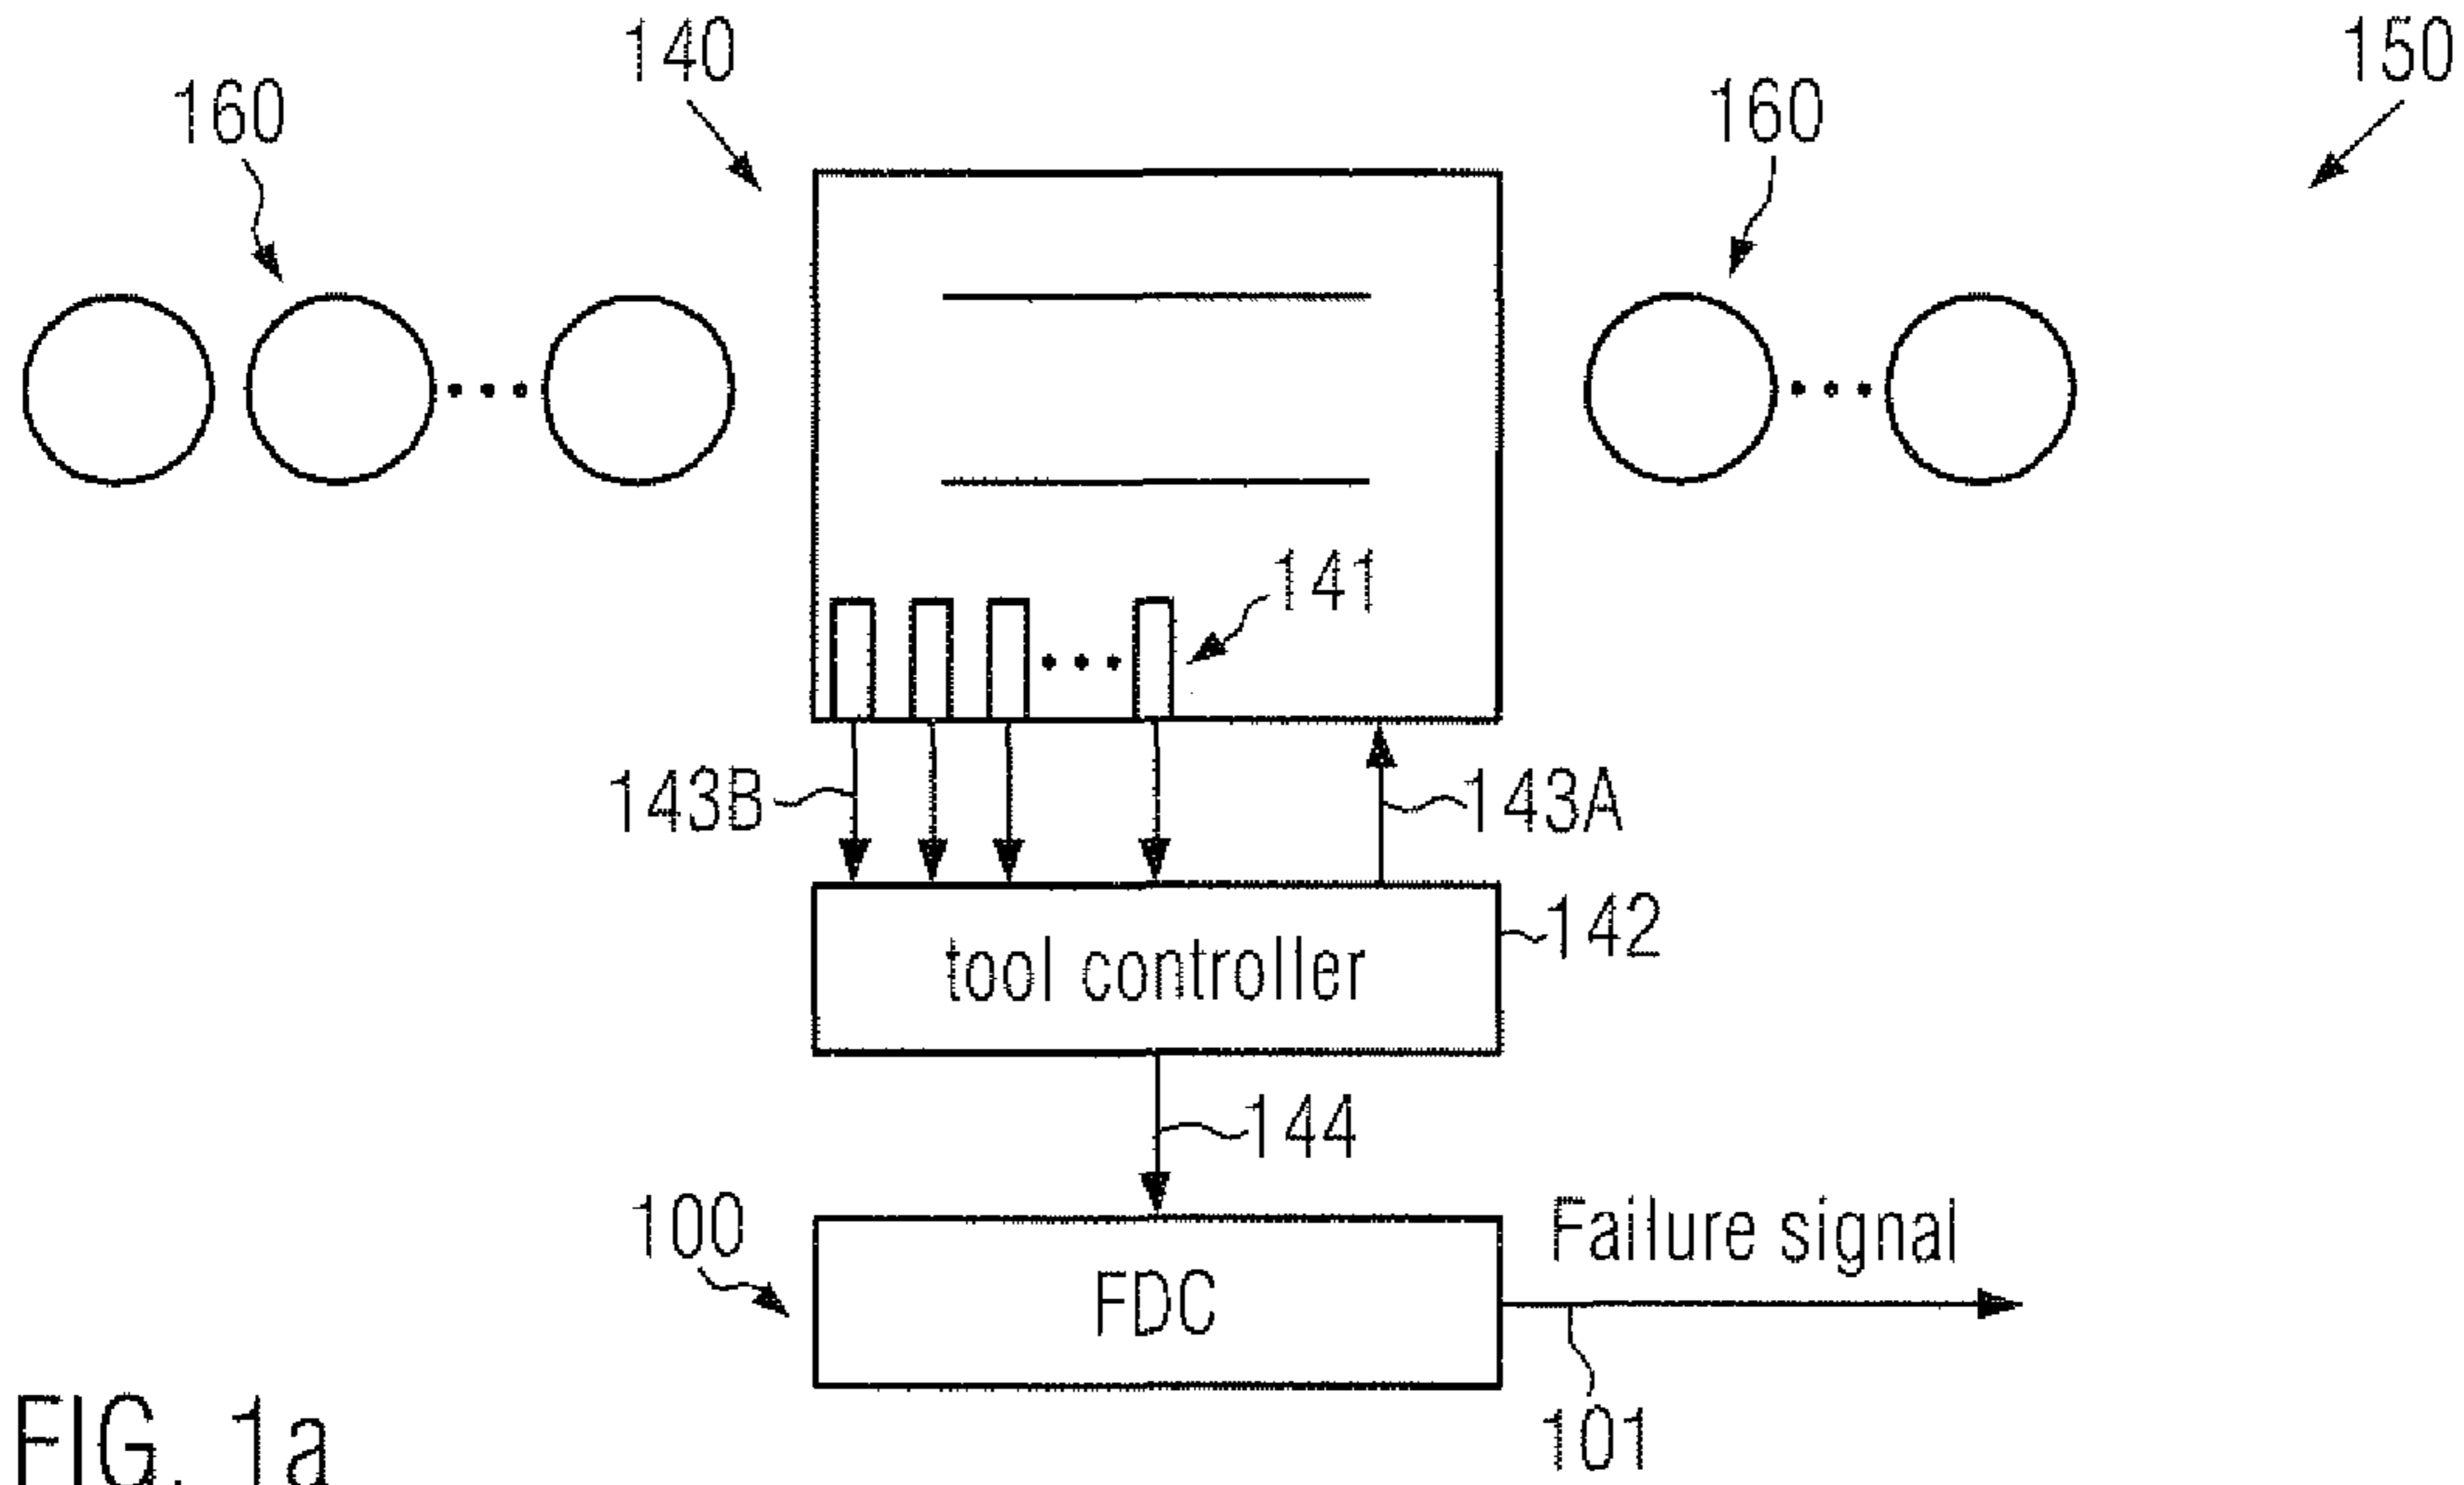 140
150
160
160
141
143B
143A
142
tool controller
144
100
Failure signal
FDC
101
FIG. 1a